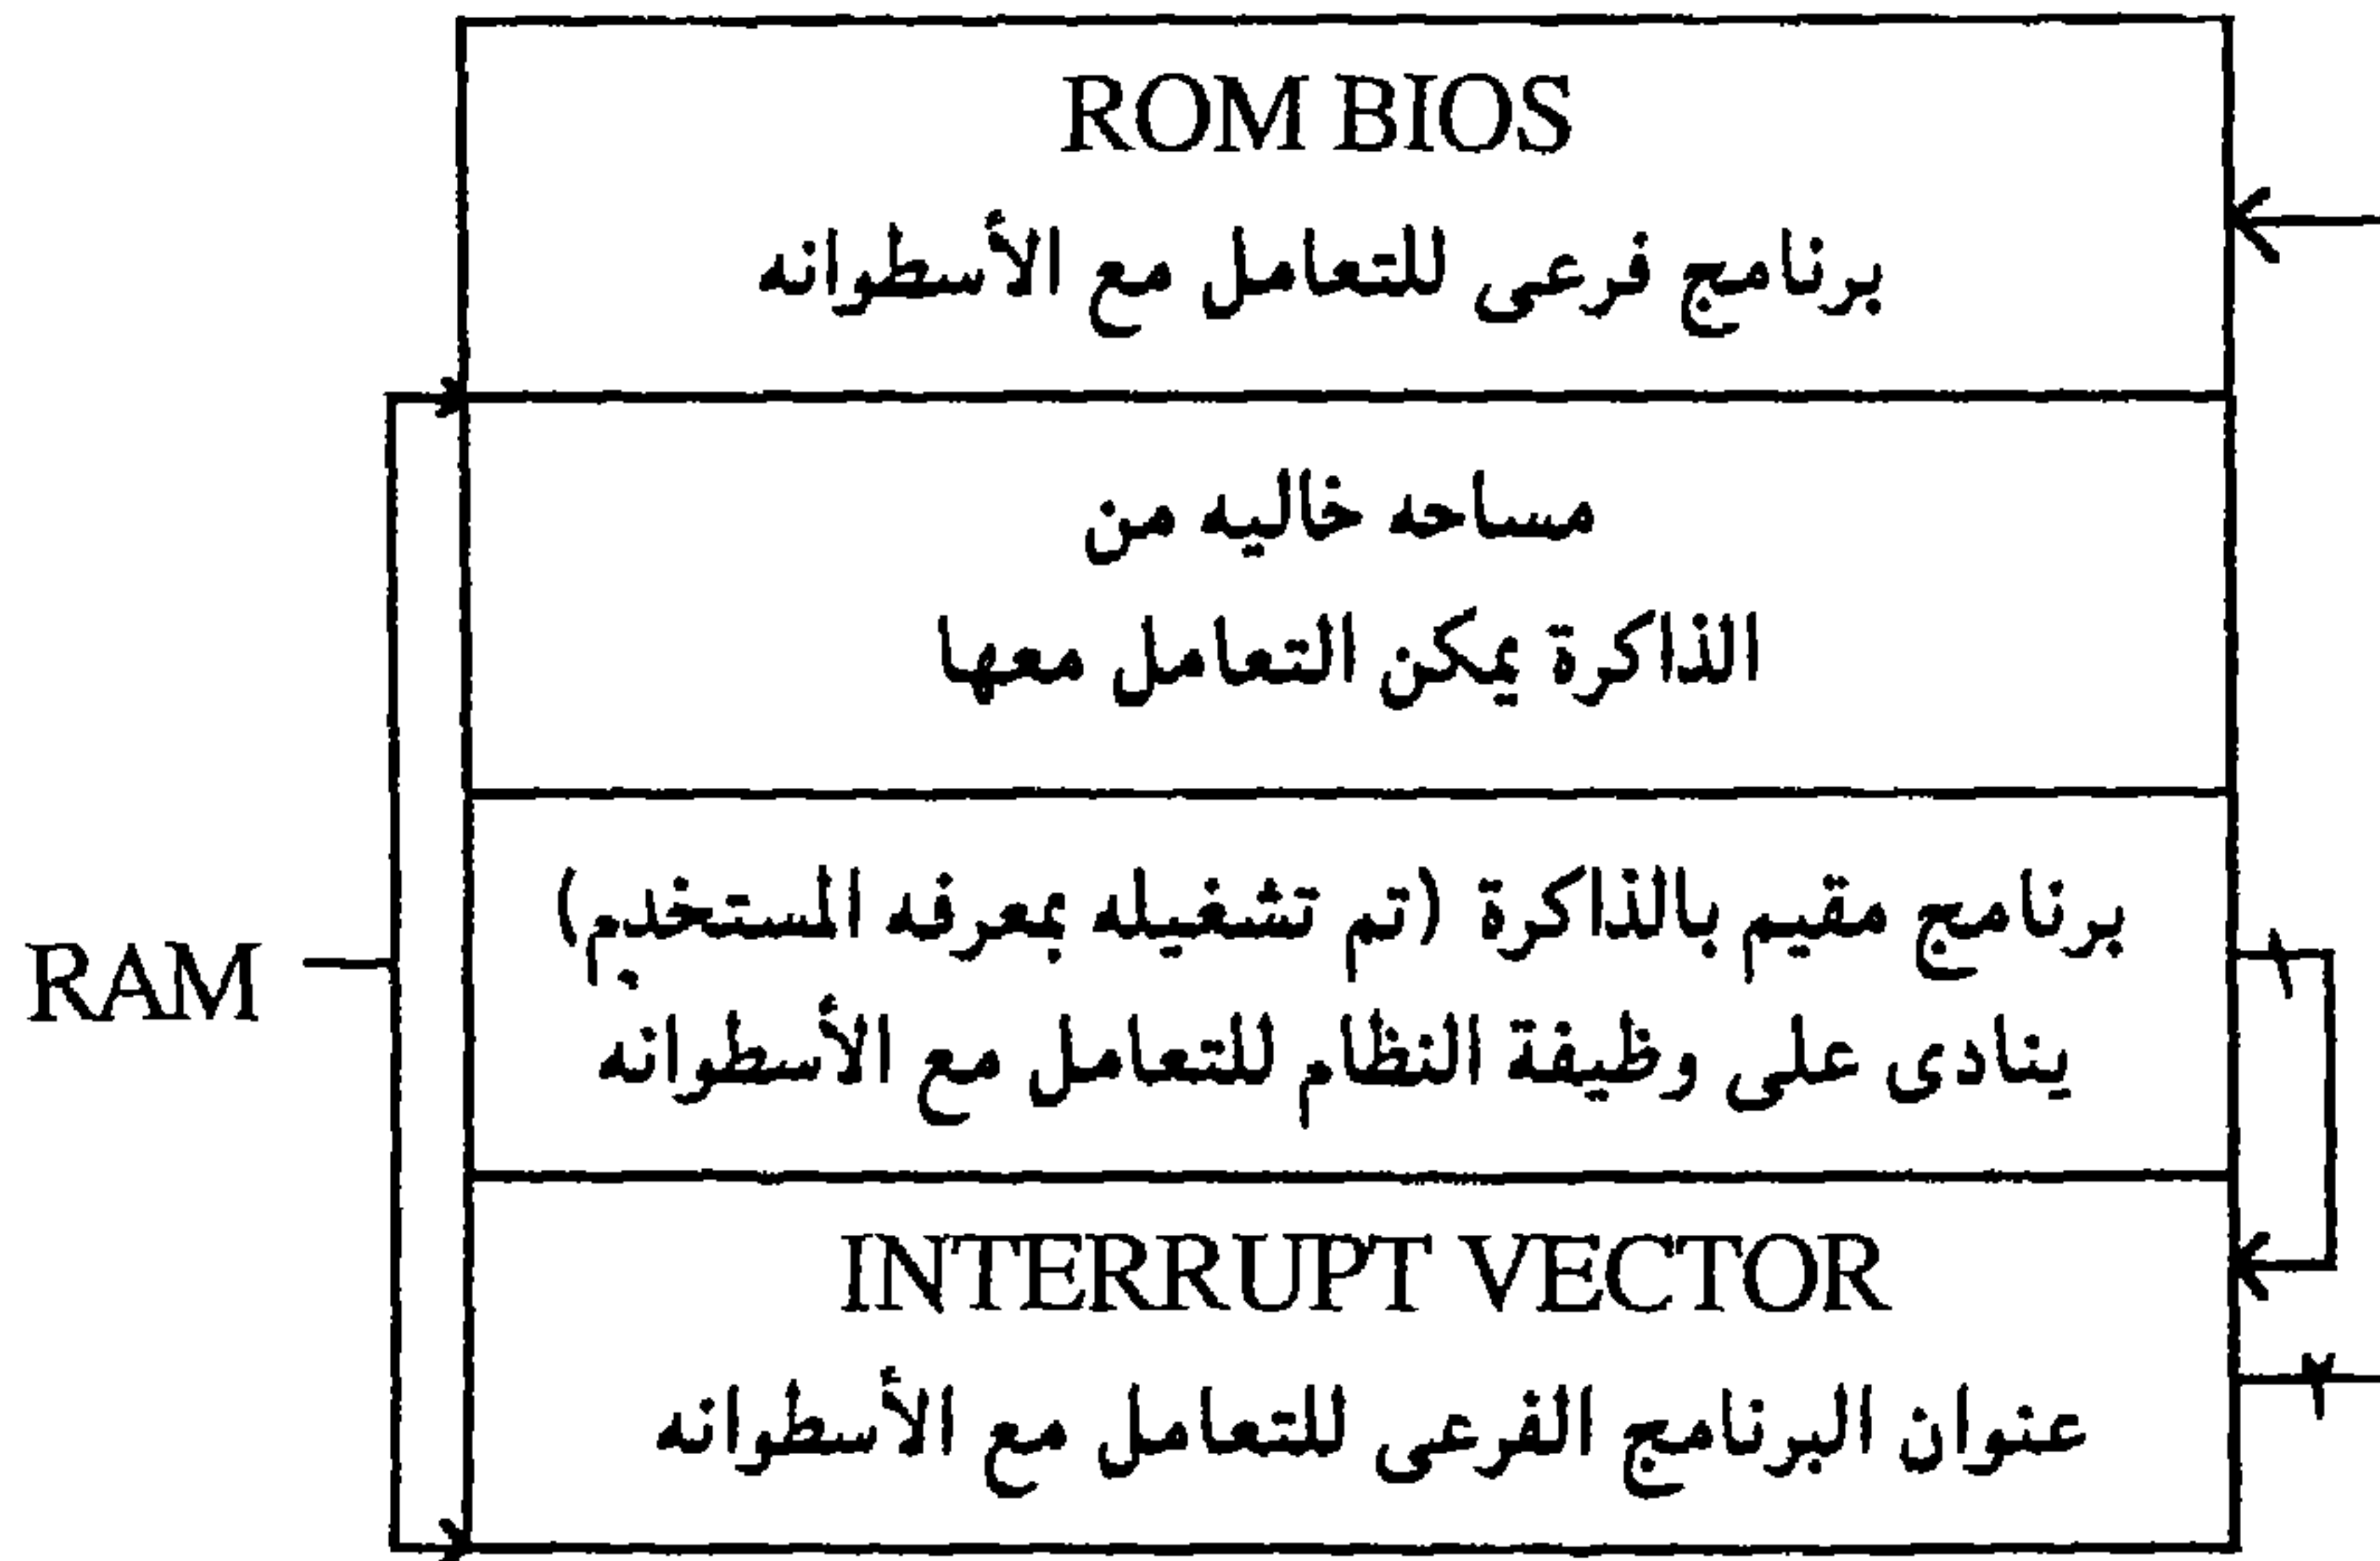 ROM BIOS
برنامج فرعى للتعامل مع الأسطوانه
مساحه خاليه من
الذاكرة يمكن التعامل معها
برنامج مقيم بالذاكرة (تم تشغيله بمعرفه المستخدم)
ينادى على وظيفة النظام للتعامل مع الأسطوانه
١
RAM
INTERRUPT VECTOR
٢
عنوان البرنامج الفرعى للتعامل مع الأسطوانه